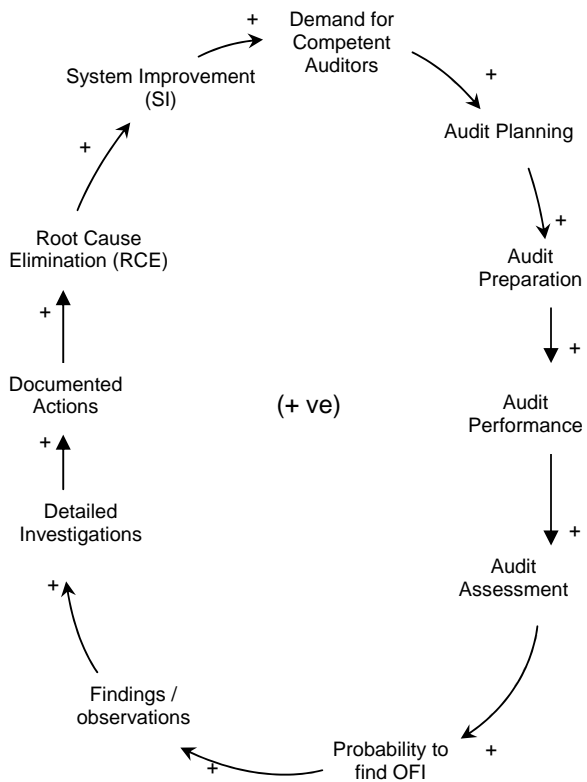 +
Demand for
Competent
Auditors
+
Audit Planning
+
Audit
Preparation
+
Audit
Performance
+
Audit
Assessment
+
Probability to
find OFI
+
Findings /
observations
+
Detailed
Investigations
+
Documented
Actions
+
Root Cause
Elimination (RCE)
+
System Improvement
(SI)
(+ ve)